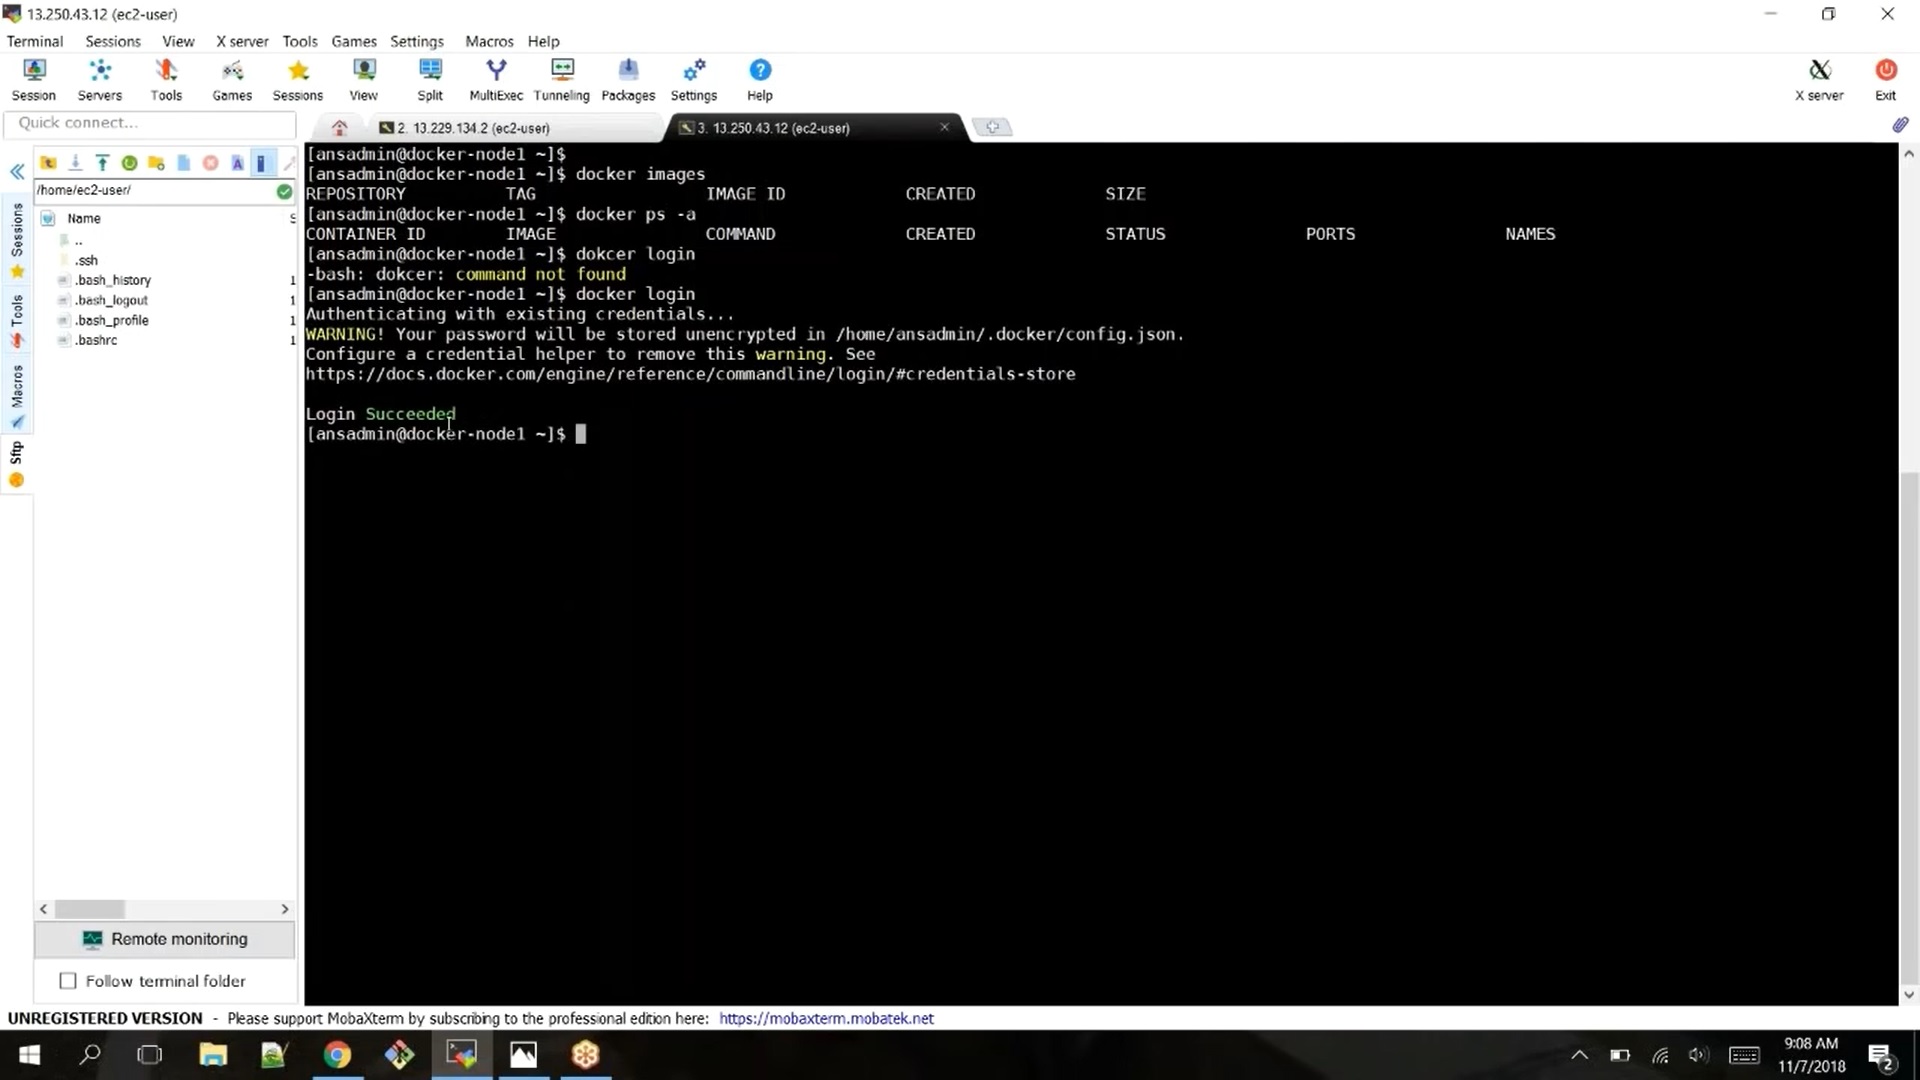 13.250.43.12 (ec2-user)
Terminal Sessions View X server Tools Games Settings Macros Help
Session Servers Tools Games Sessions View Split MultiExec Tunneling Packages Settings Help X server Exit
Quick connect...
2. 13.229.134.2 (ec2-user)
3. 13.250.43.12 (ec2-user)
/home/ec2-user/
Name S
..
.ssh
.bash_history 1
.bash_logout 1
.bash_profile 1
.bashrc 1
Sessions
Tools
Macros
Sftp
[ansadmin@docker-node1 ~]$
[ansadmin@docker-node1 ~]$ docker images
REPOSITORY TAG IMAGE ID CREATED SIZE
[ansadmin@docker-node1 ~]$ docker ps -a
CONTAINER ID IMAGE COMMAND CREATED STATUS PORTS NAMES
[ansadmin@docker-node1 ~]$ dokcer login
-bash: dokcer: command not found
[ansadmin@docker-node1 ~]$ docker login
Authenticating with existing credentials...
WARNING! Your password will be stored unencrypted in /home/ansadmin/.docker/config.json.
Configure a credential helper to remove this warning. See
https://docs.docker.com/engine/reference/commandline/login/#credentials-store
Login Succeeded
[ansadmin@docker-node1 ~]$
Remote monitoring
Follow terminal folder
UNREGISTERED VERSION - Please support MobaXterm by subscribing to the professional edition here: https://mobaxterm.mobatek.net
9:08 AM
11/7/2018
2